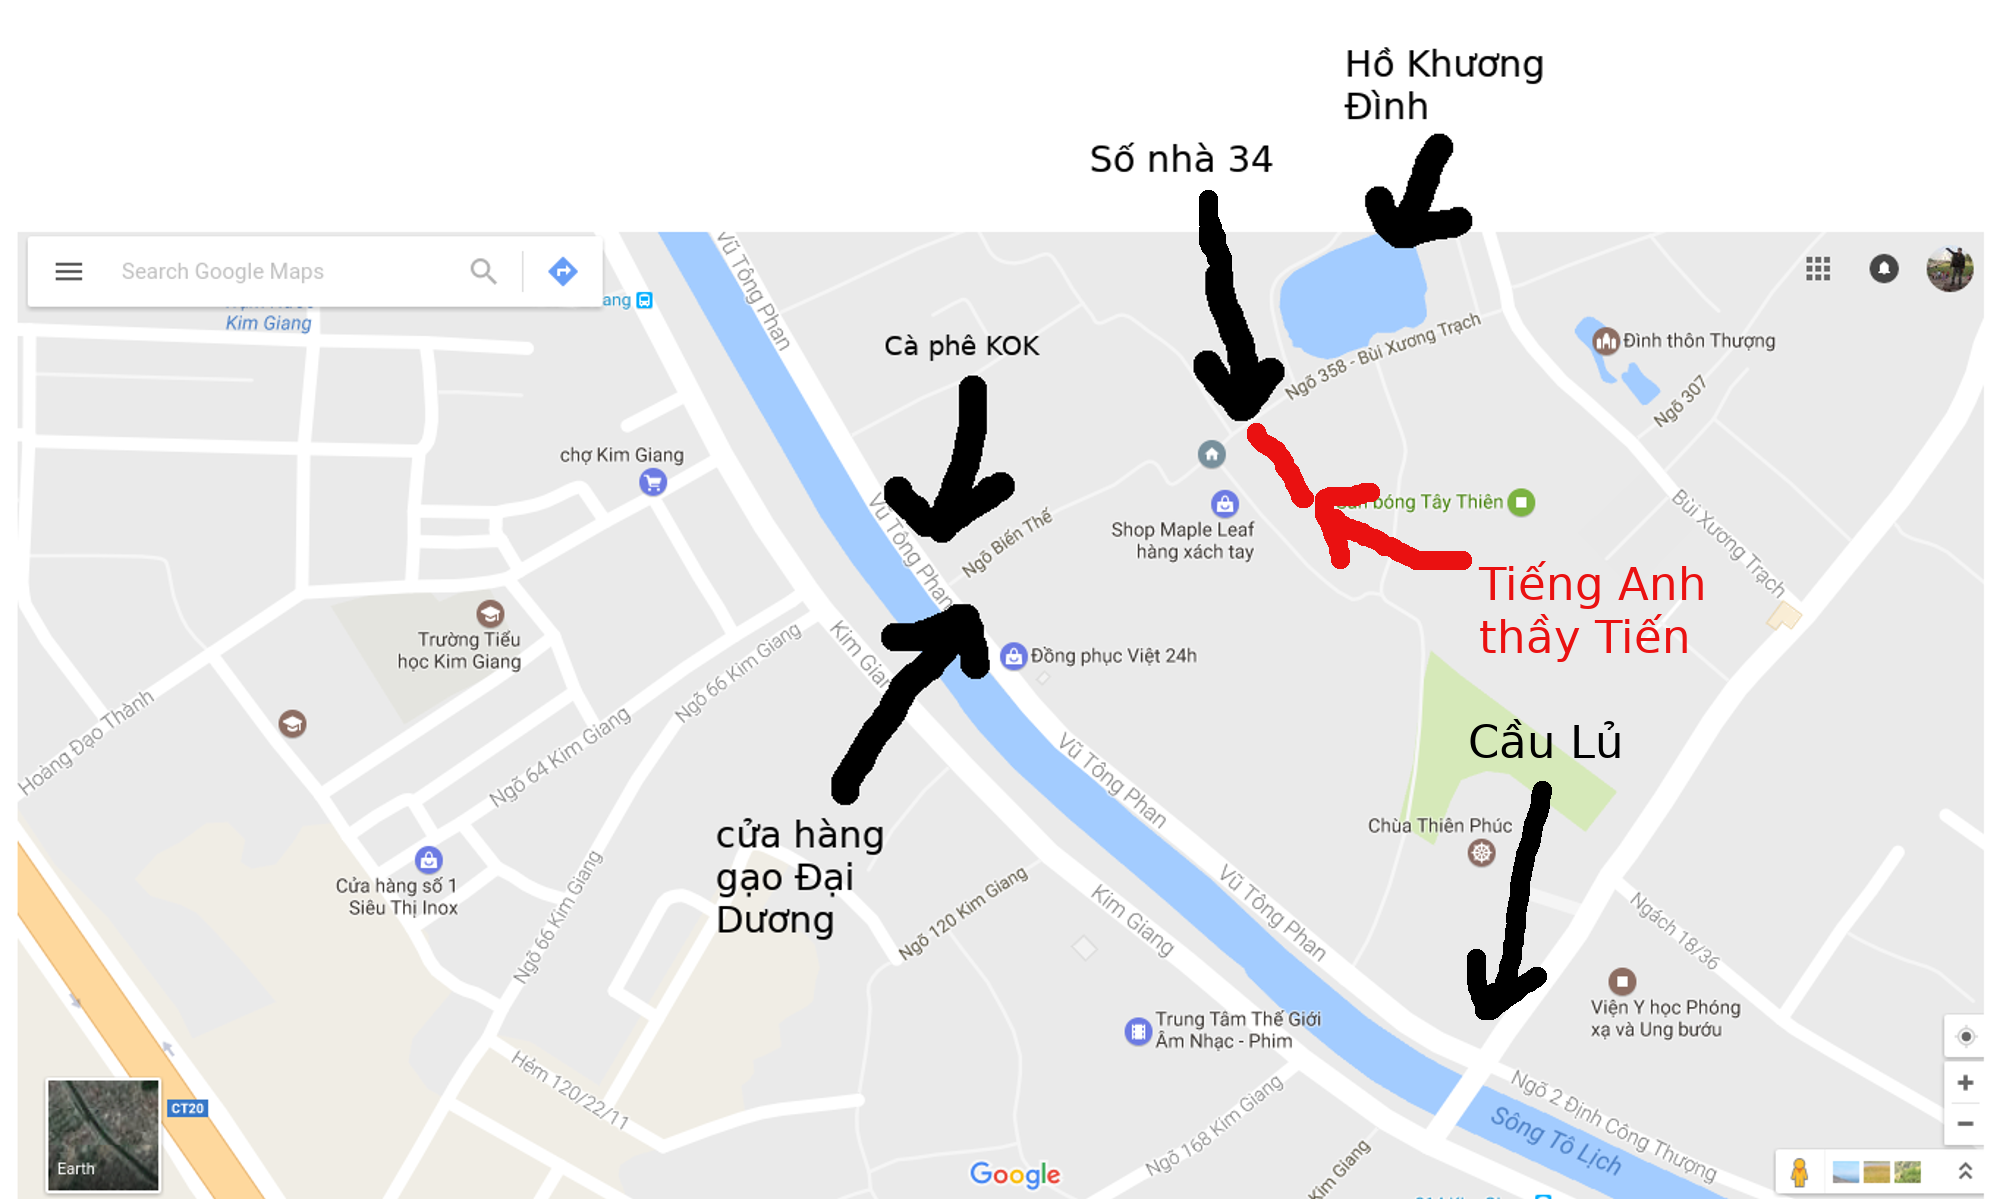 Hồ Khương
Đình
Số nhà 34
Search Google Maps
Kim Giang
ang
Vũ Tông Phan
Cà phê KOK
Đình thôn Thượng
Ngõ 358 - Bùi Xương Trạch
Ngõ 307
chợ Kim Giang
Vũ Tông Phan
Ngõ Biến Thế
Shop Maple Leaf
hàng xách tay
bóng Tây Thiên
Bùi Xương Trạch
Tiếng Anh
thầy Tiến
Trường Tiểu
học Kim Giang
Ngõ 66 Kim Giang
Kim Gian
Đồng phục Việt 24h
Hoàng Đạo Thành
Ngõ 64 Kim Giang
Vũ Tông Phan
Cầu Lủ
cửa hàng
gạo Đại
Dương
Chùa Thiên Phúc
Cửa hàng số 1
Siêu Thị Inox
Ngõ 66 Kim Giang
Ngõ 120 Kim Giang
Kim Giang
Vũ Tông Phan
Ngách 18/36
Viện Y học Phóng
xạ và Ung bướu
Trung Tâm Thế Giới
Âm Nhạc - Phim
Hẻm 120/22/11
CT20
Ngõ 168 Kim Giang
Kim Giang
Ngõ 2 Định Công Thượng
Sông Tô Lịch
Earth
Google